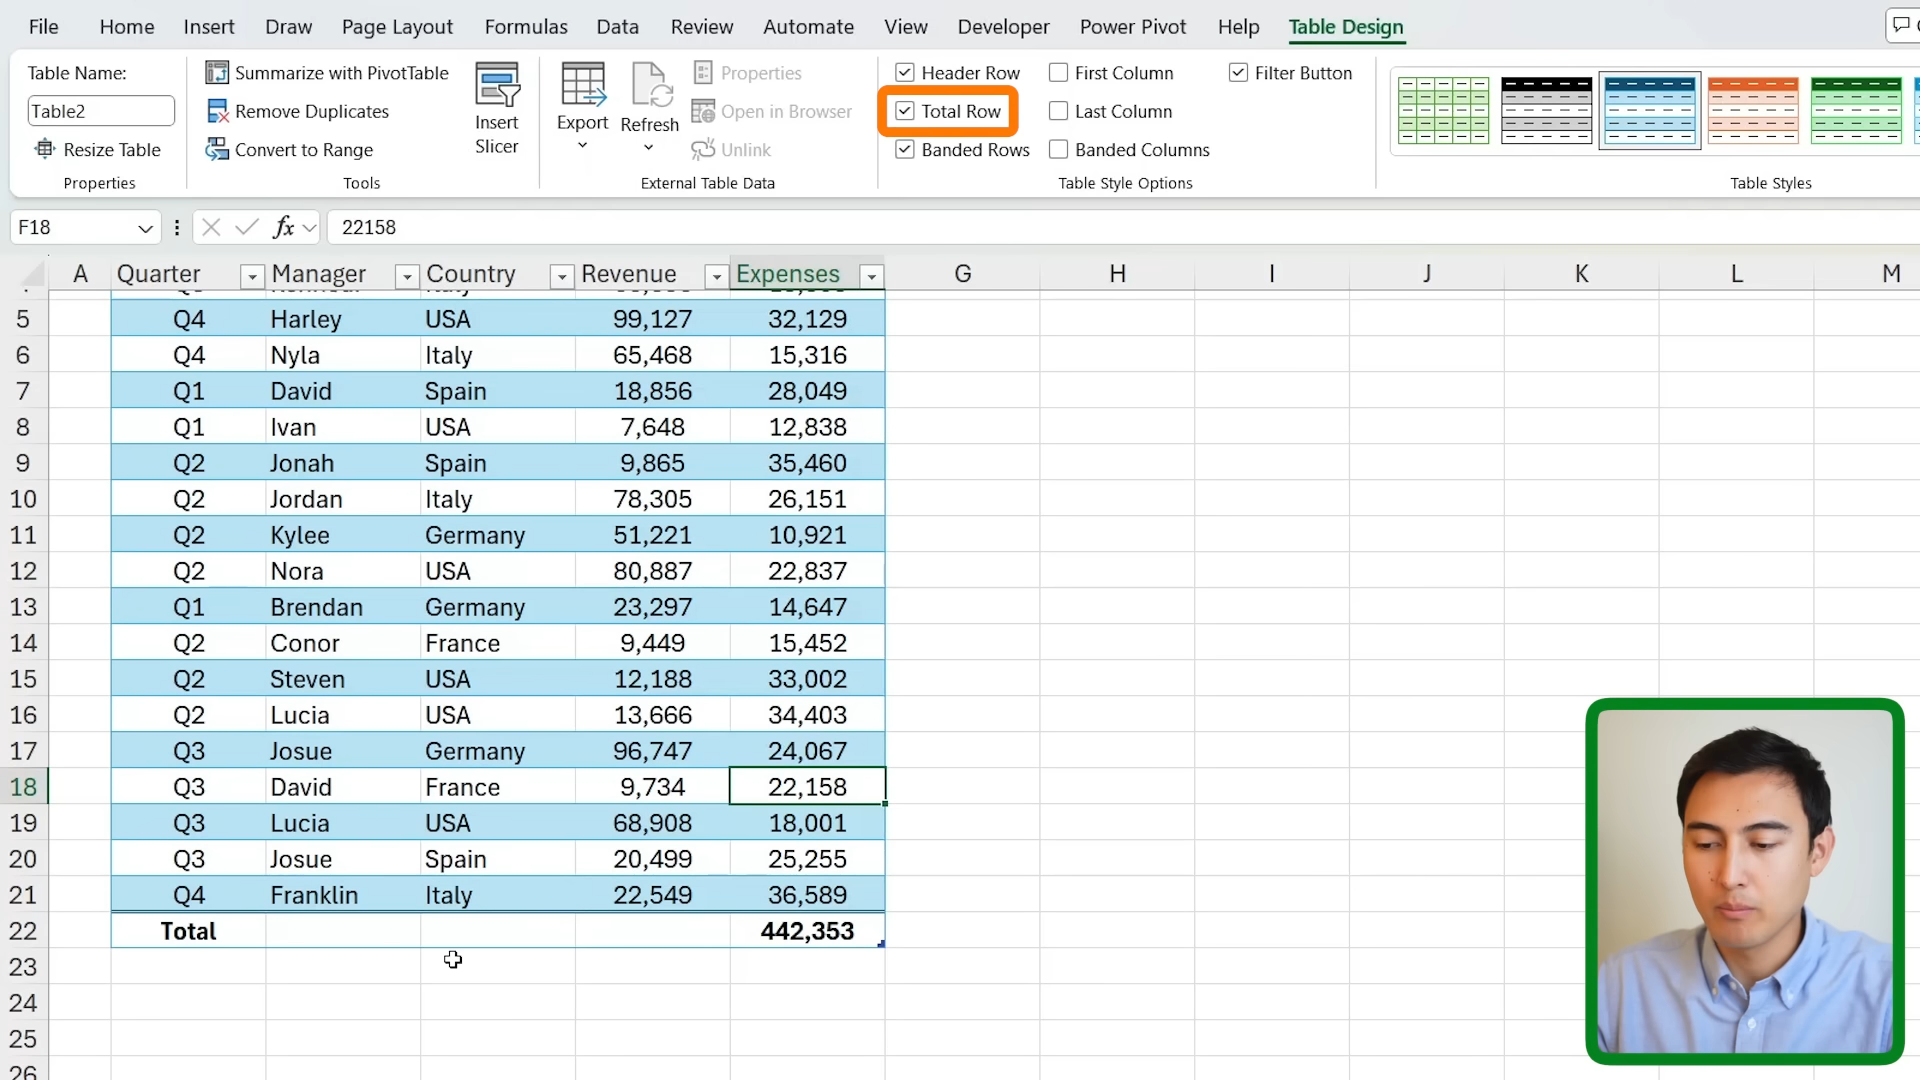 File Home Insert Draw Page Layout Formulas Data Review Automate View Developer Power Pivot Help Table Design
Table Name:
Table2
Resize Table
Properties
Summarize with PivotTable
Remove Duplicates
Convert to Range
Tools
Insert
Slicer
Export
Refresh
Properties
Open in Browser
Unlink
External Table Data
Header Row First Column Filter Button
Total Row Last Column
Banded Rows Banded Columns
Table Style Options
Table Styles
F18 fx 22158
A Quarter Manager Country Revenue Expenses G H I J K L M
5 Q4 Harley USA 99,127 32,129
6 Q4 Nyla Italy 65,468 15,316
7 Q1 David Spain 18,856 28,049
8 Q1 Ivan USA 7,648 12,838
9 Q2 Jonah Spain 9,865 35,460
10 Q2 Jordan Italy 78,305 26,151
11 Q2 Kylee Germany 51,221 10,921
12 Q2 Nora USA 80,887 22,837
13 Q1 Brendan Germany 23,297 14,647
14 Q2 Conor France 9,449 15,452
15 Q2 Steven USA 12,188 33,002
16 Q2 Lucia USA 13,666 34,403
17 Q3 Josue Germany 96,747 24,067
18 Q3 David France 9,734 22,158
19 Q3 Lucia USA 68,908 18,001
20 Q3 Josue Spain 20,499 25,255
21 Q4 Franklin Italy 22,549 36,589
22 Total 442,353
23
24
25
26